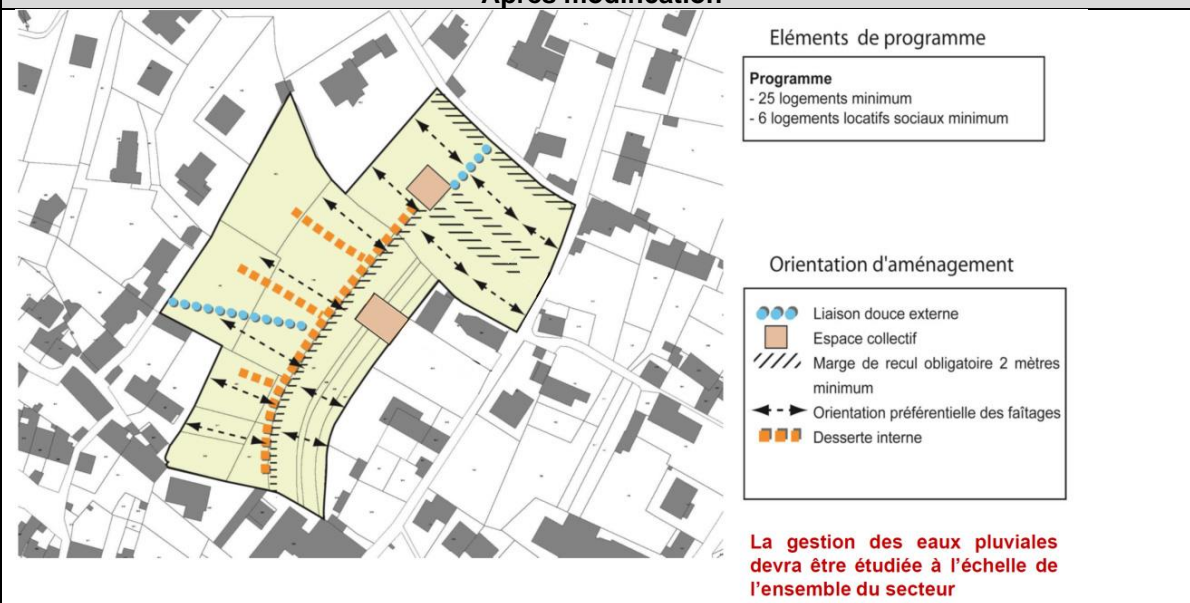 Après modification
Eléments de programme
Programme
- 25 logements minimum
- 6 logements locatifs sociaux minimum
Orientation d'aménagement
Liaison douce externe
Espace collectif
Marge de recul obligatoire 2 mètres
minimum
Orientation préférentielle des faîtages
Desserte interne
La gestion des eaux pluviales
devra être étudiée à l'échelle de
l'ensemble du secteur